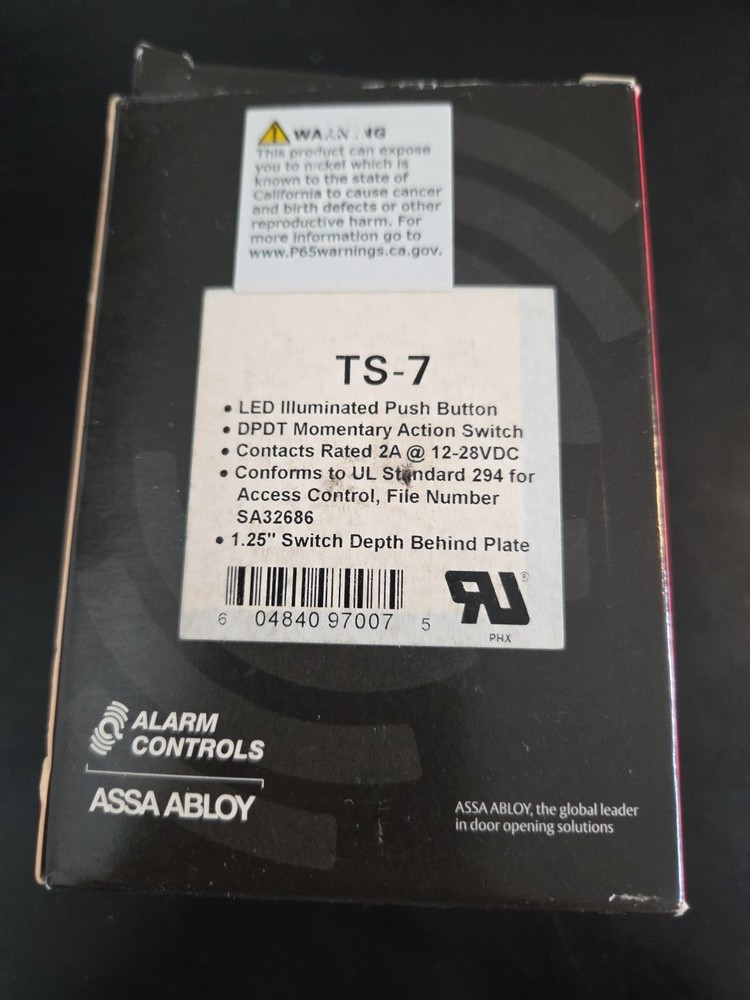 WARNING
This product can expose
you to nickel which is
known to the state of
California to cause cancer
and birth defects or other
reproductive harm. For
more information go to
www.P65warnings.ca.gov.
TS-7
• LED Illuminated Push Button
• DPDT Momentary Action Switch
• Contacts Rated 2A @ 12-28VDC
• Conforms to UL Standard 294 for
Access Control, File Number
SA32686
• 1.25" Switch Depth Behind Plate
6 04840 97007 5
RU®
PHX
ALARM
CONTROLS
ASSA ABLOY
ASSA ABLOY, the global leader
in door opening solutions